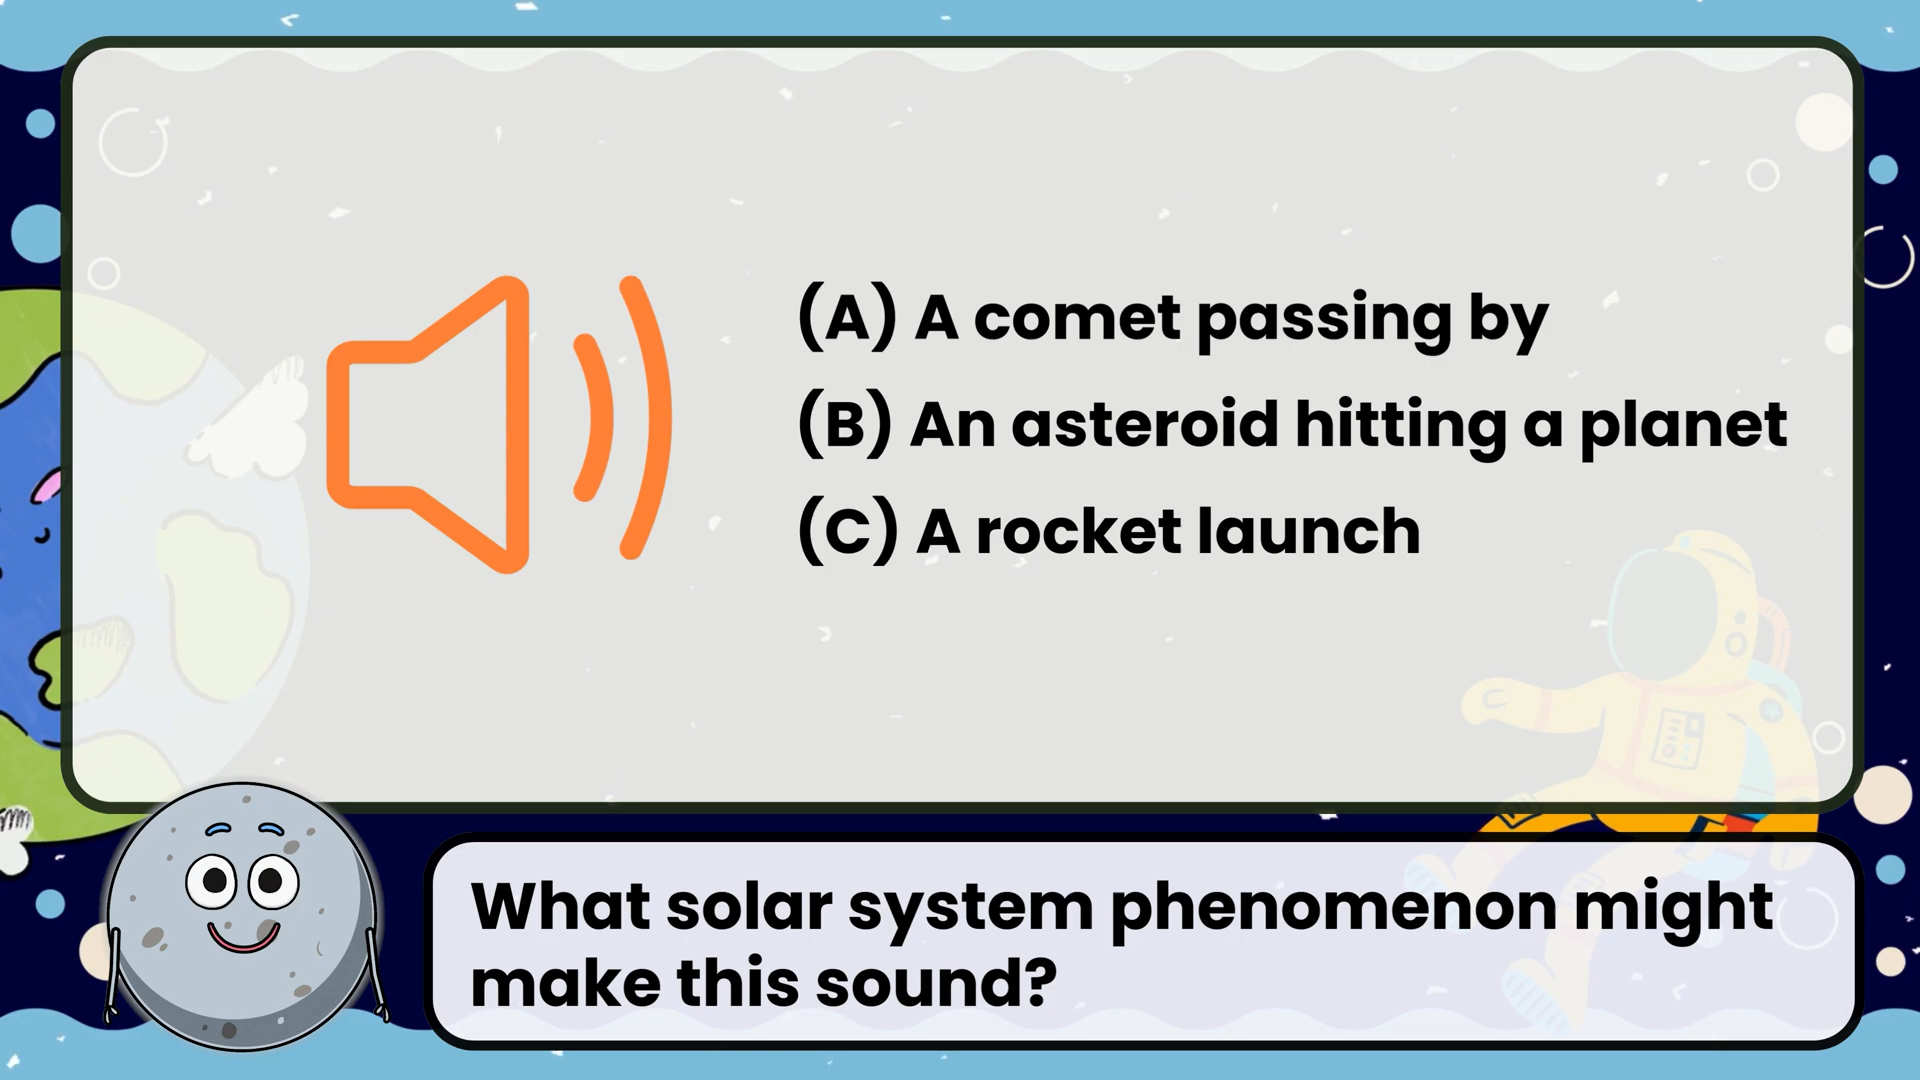 (A) A comet passing by
(B) An asteroid hitting a planet
(C) A rocket launch
What solar system phenomenon might
make this sound?